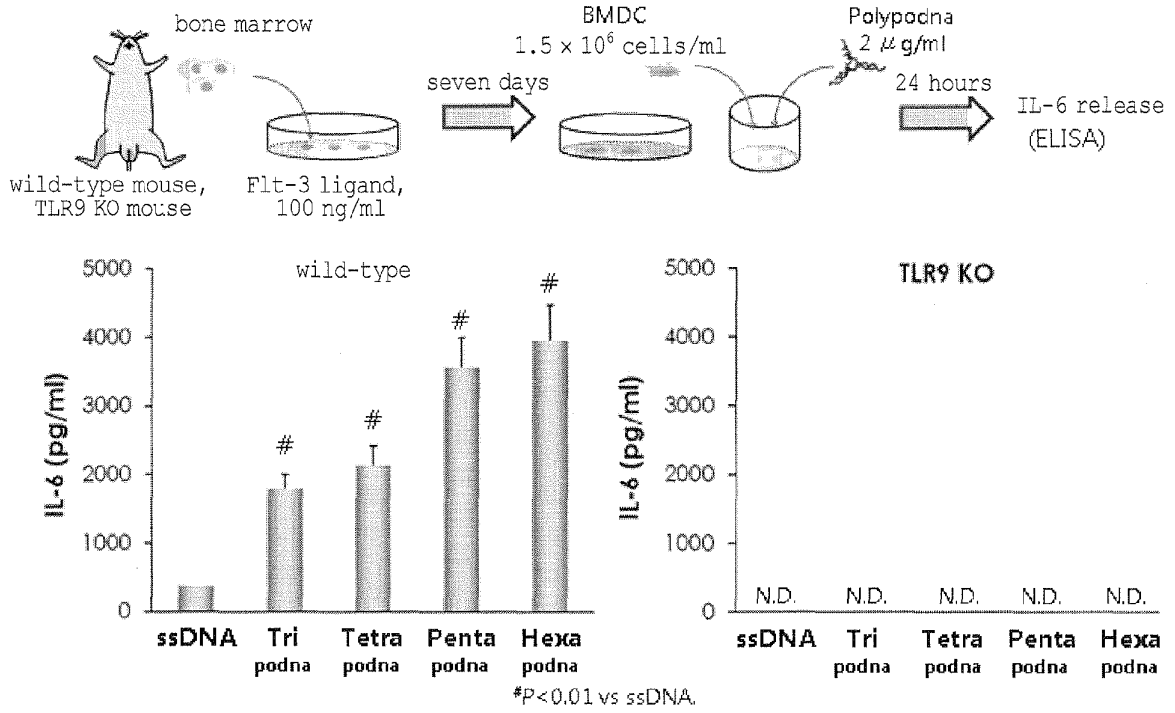 bone marrow
BMDC
1.5 × 10⁶ cells/ml
Polypodna
2 μg/ml
seven days
24 hours
IL-6 release
(ELISA)
wild-type mouse,
TLR9 KO mouse
Flt-3 ligand,
100 ng/ml
wild-type
IL-6 (pg/ml)
5000
4000
3000
2000
1000
0
#
#
#
#
ssDNA
Tri
podna
Tetra
podna
Penta
podna
Hexa
podna
TLR9 KO
IL-6 (pg/ml)
5000
4000
3000
2000
1000
0
N.D. N.D. N.D. N.D. N.D.
ssDNA
Tri
podna
Tetra
podna
Penta
podna
Hexa
podna
#P<0.01 vs ssDNA.